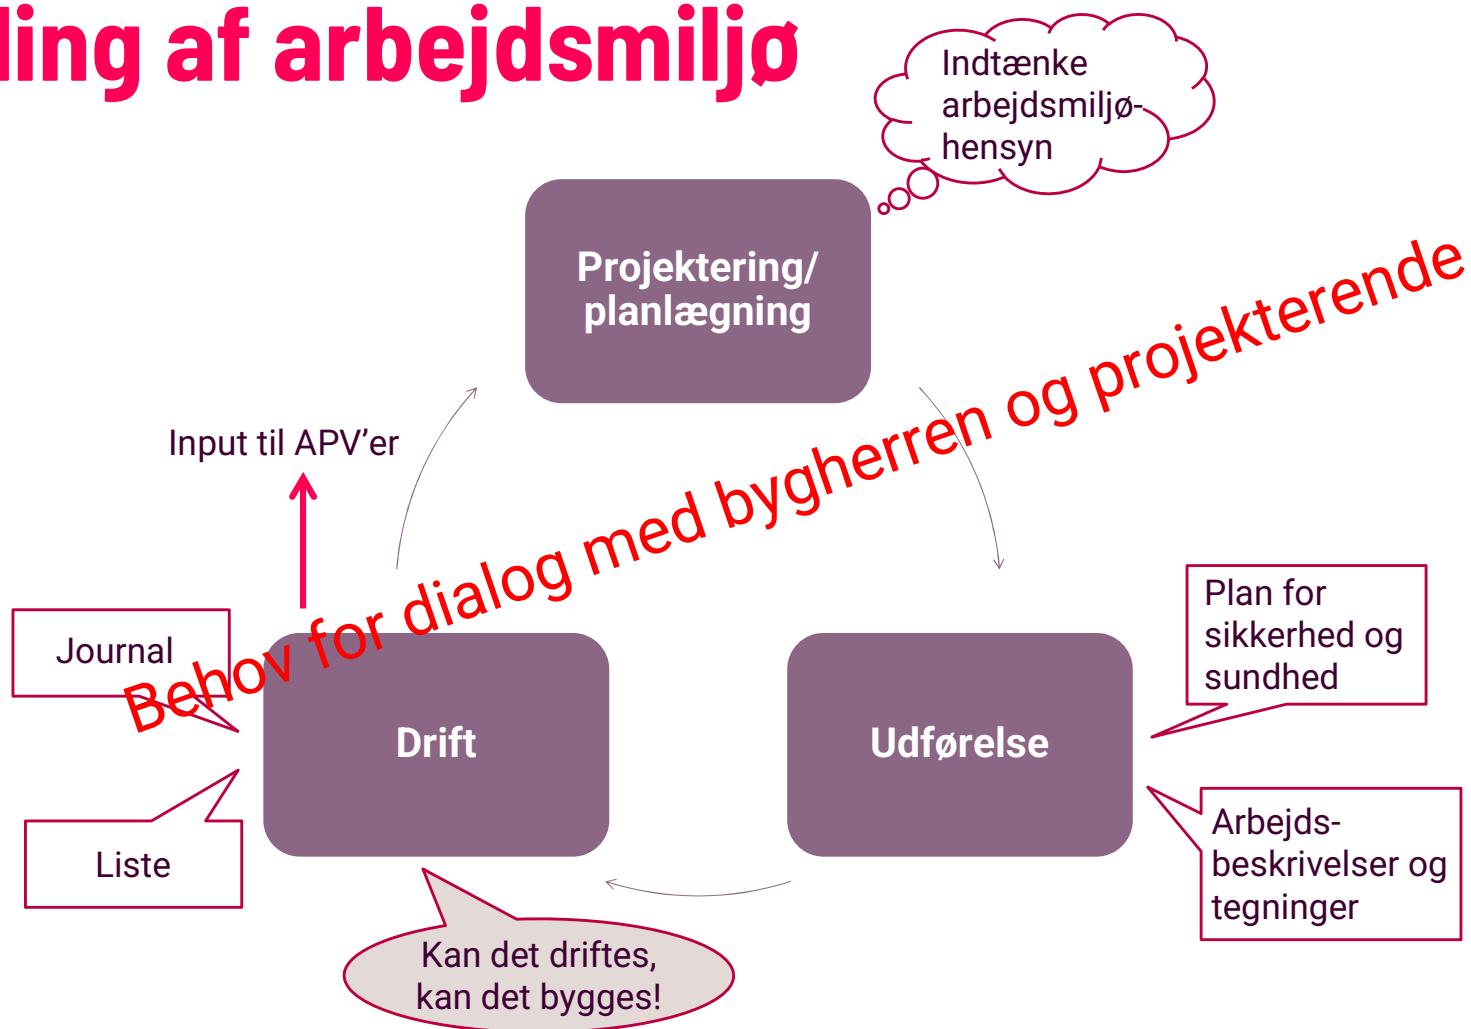 af arbejdsmiljø
Indtænke
arbejdsmiljø-
hensyn
Projektering/
planlægning
Behov for dialog med bygherren og projekterende
Input til APV’er
Journal
Drift
Liste
Kan det driftes,
kan det bygges!
Udførelse
Plan for
sikkerhed og
sundhed
Arbejds-
beskrivelser og
tegninger